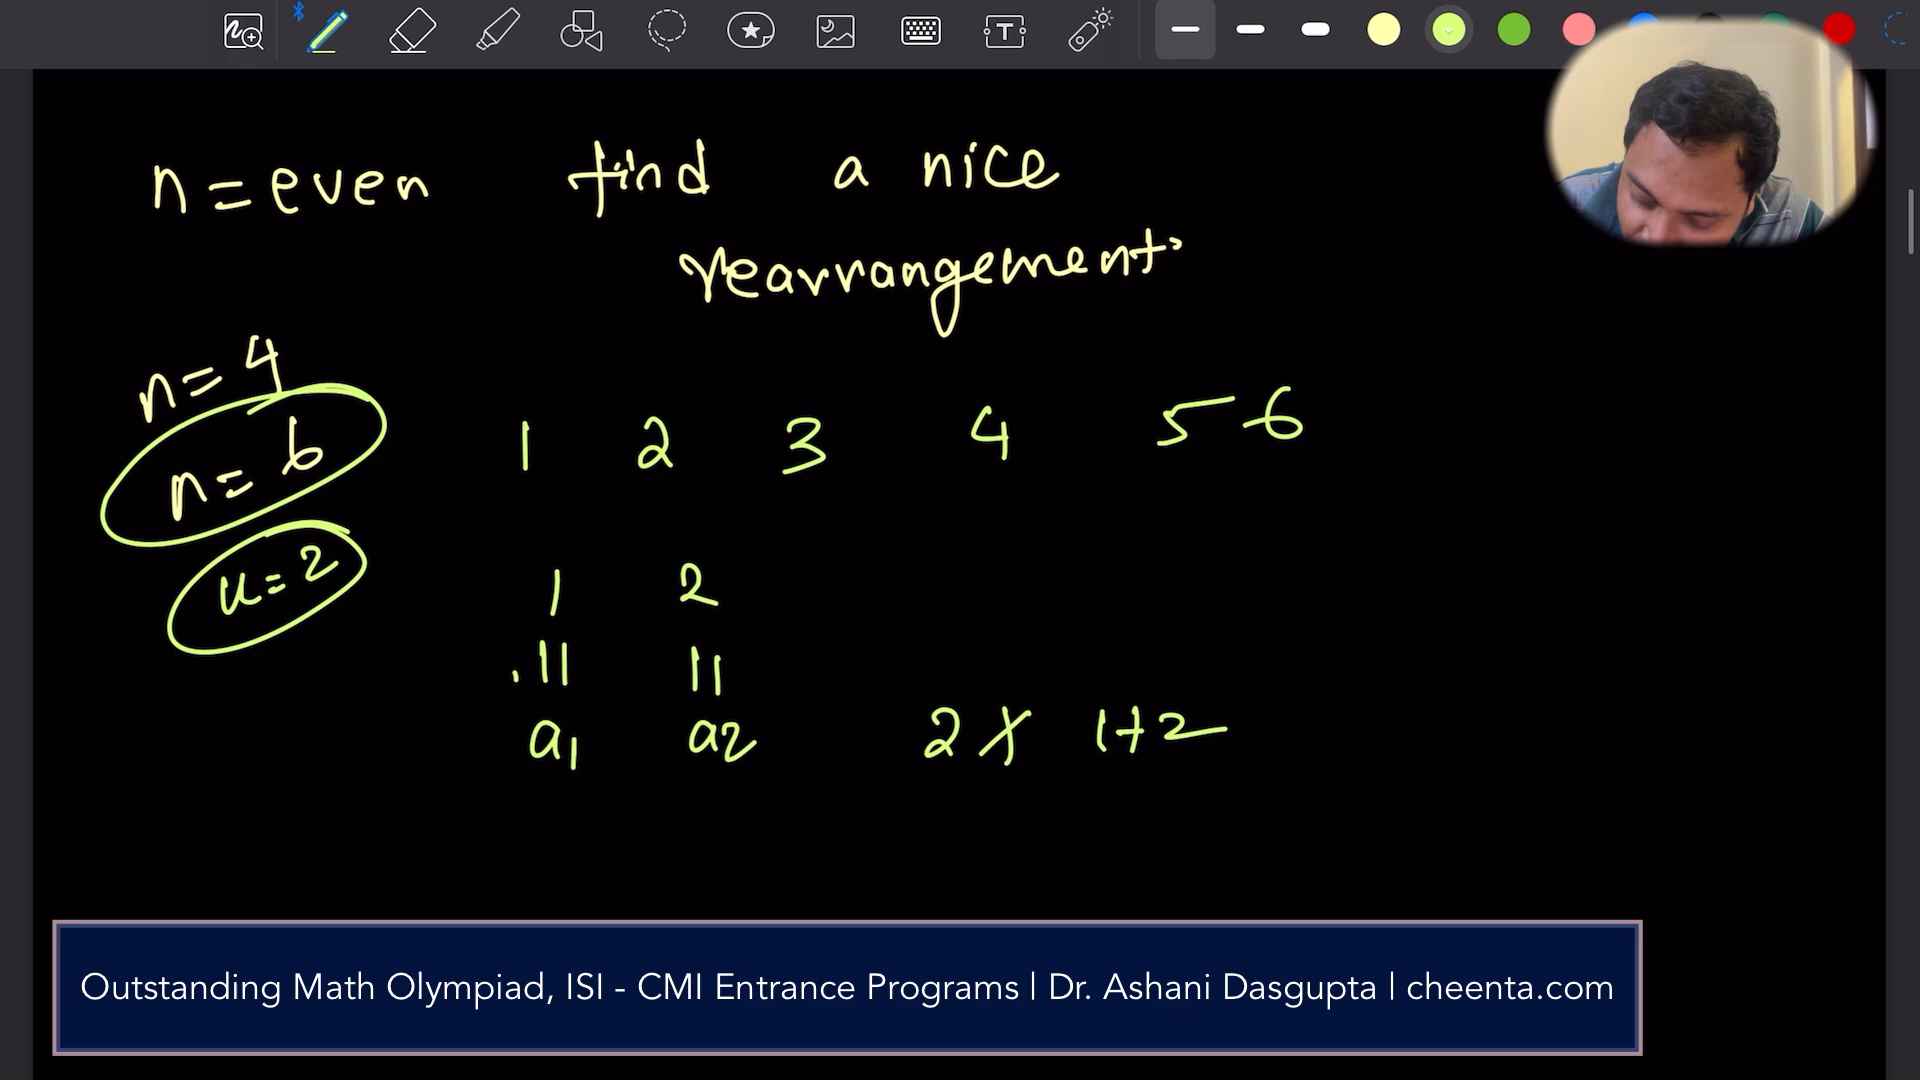 n = even find a nice
rearrangement.
n = 4
n = 6
1 2 3 4 5 6
k = 2
1 2
|| ||
a1 a2 2 X 1+2
Outstanding Math Olympiad, ISI - CMI Entrance Programs | Dr. Ashani Dasgupta | cheenta.com